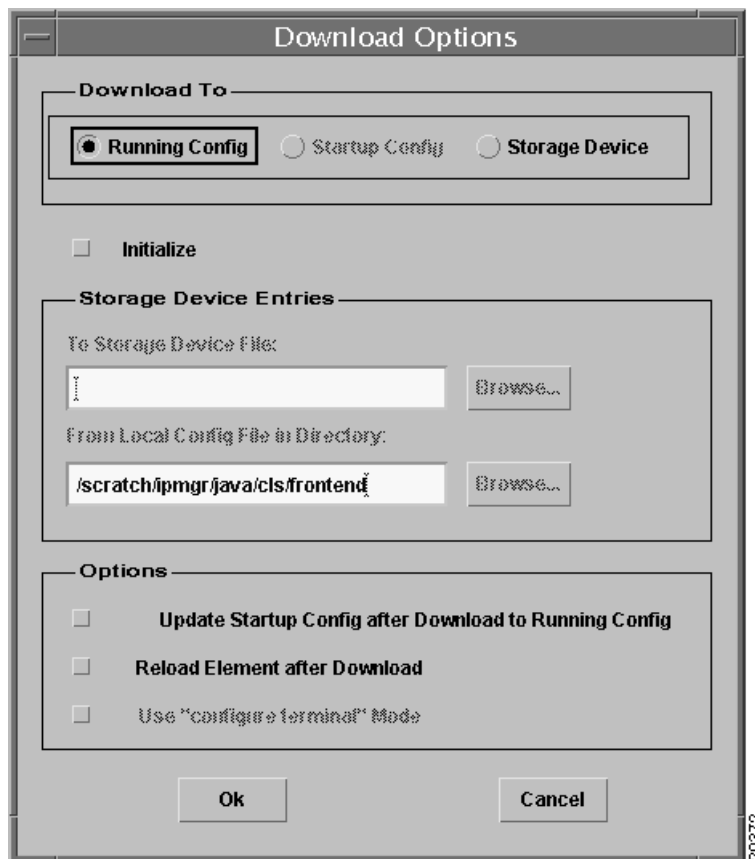 Download Options
Download To
Running Config Startup Config Storage Device
Initialize
Storage Device Entries
To Storage Device File:
Browse...
From Local Config File in Directory:
/scratch/ipmgr/java/cls/frontend Browse...
Options
Update Startup Config after Download to Running Config
Reload Element after Download
Use "configure terminal" Mode
Ok Cancel